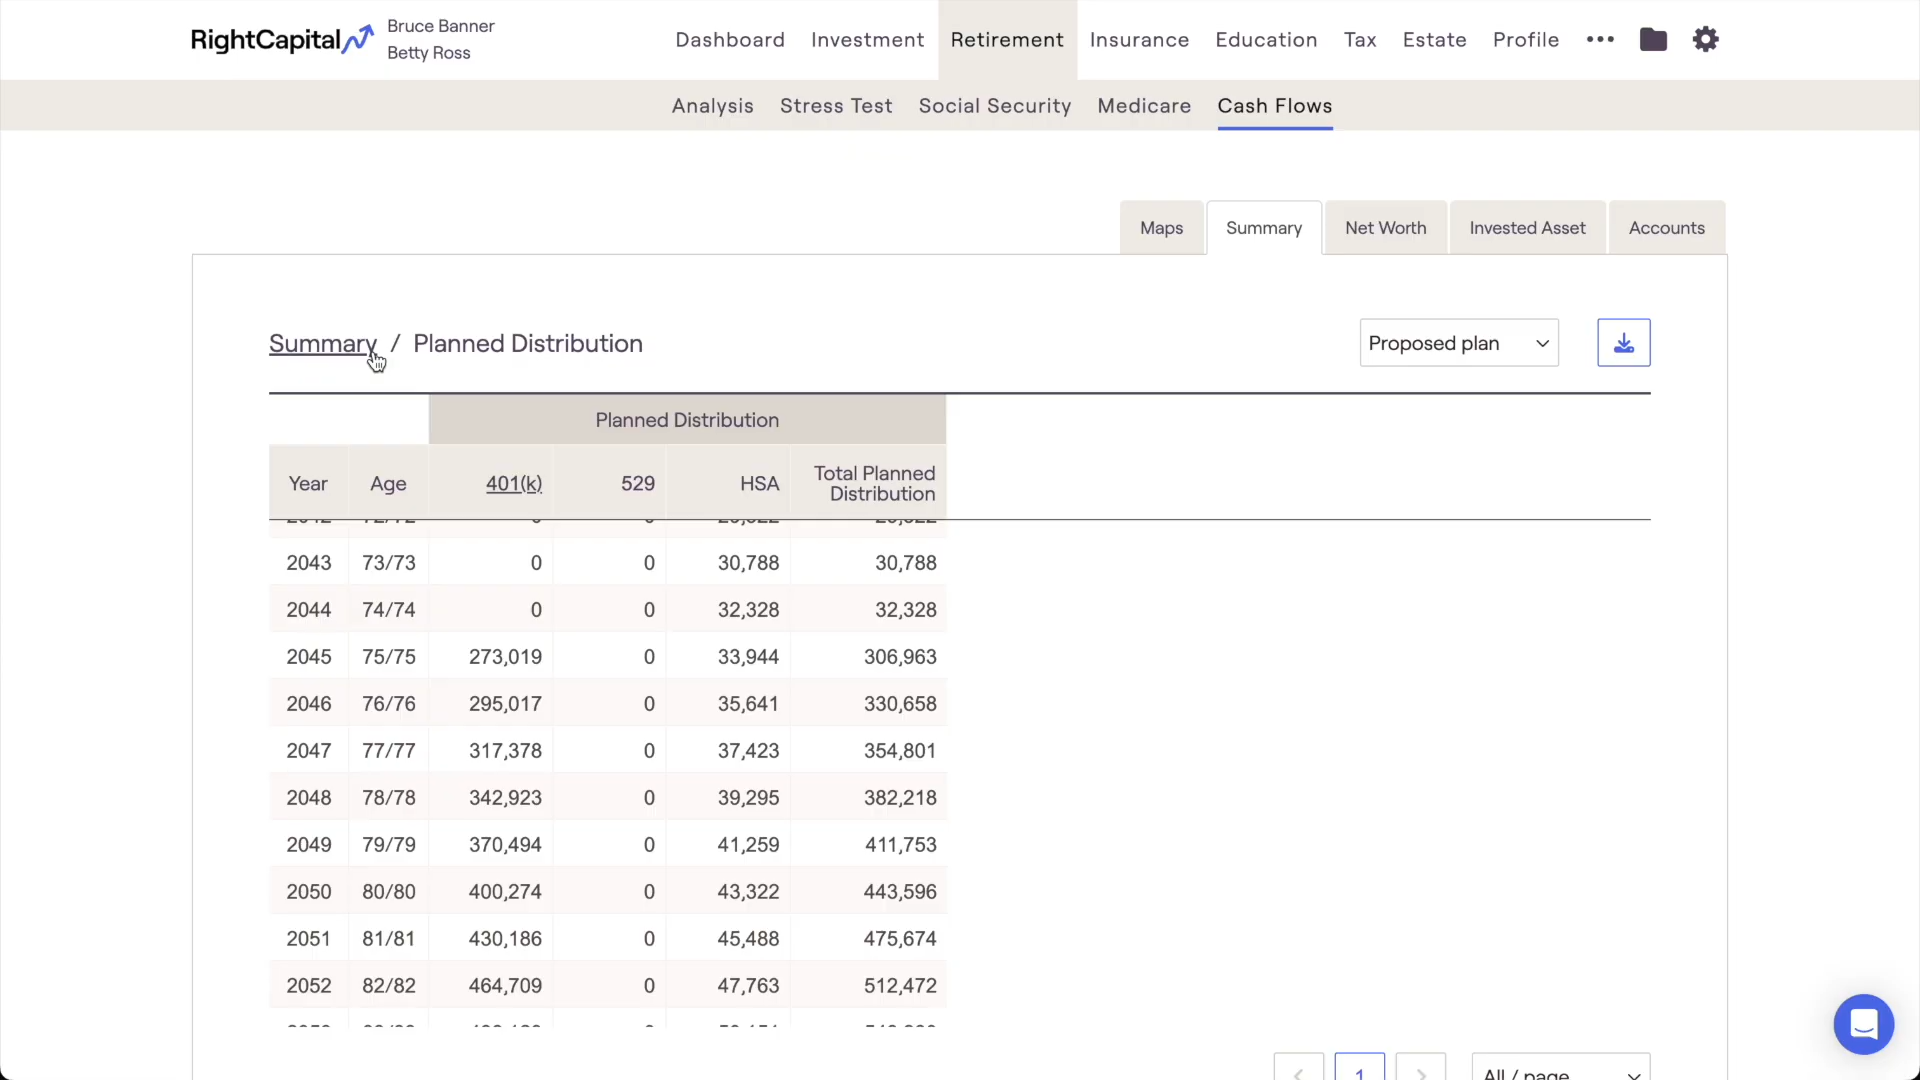 RightCapital
Bruce Banner
Betty Ross
Dashboard Investment Retirement Insurance Education Tax Estate Profile
Analysis Stress Test Social Security Medicare Cash Flows
Maps Summary Net Worth Invested Asset Accounts
Summary / Planned Distribution
Proposed plan
Planned Distribution
Year Age 401(k) 529 HSA Total Planned Distribution
2043 73/73 0 0 30,788 30,788
2044 74/74 0 0 32,328 32,328
2045 75/75 273,019 0 33,944 306,963
2046 76/76 295,017 0 35,641 330,658
2047 77/77 317,378 0 37,423 354,801
2048 78/78 342,923 0 39,295 382,218
2049 79/79 370,494 0 41,259 411,753
2050 80/80 400,274 0 43,322 443,596
2051 81/81 430,186 0 45,488 475,674
2052 82/82 464,709 0 47,763 512,472
1 All / page